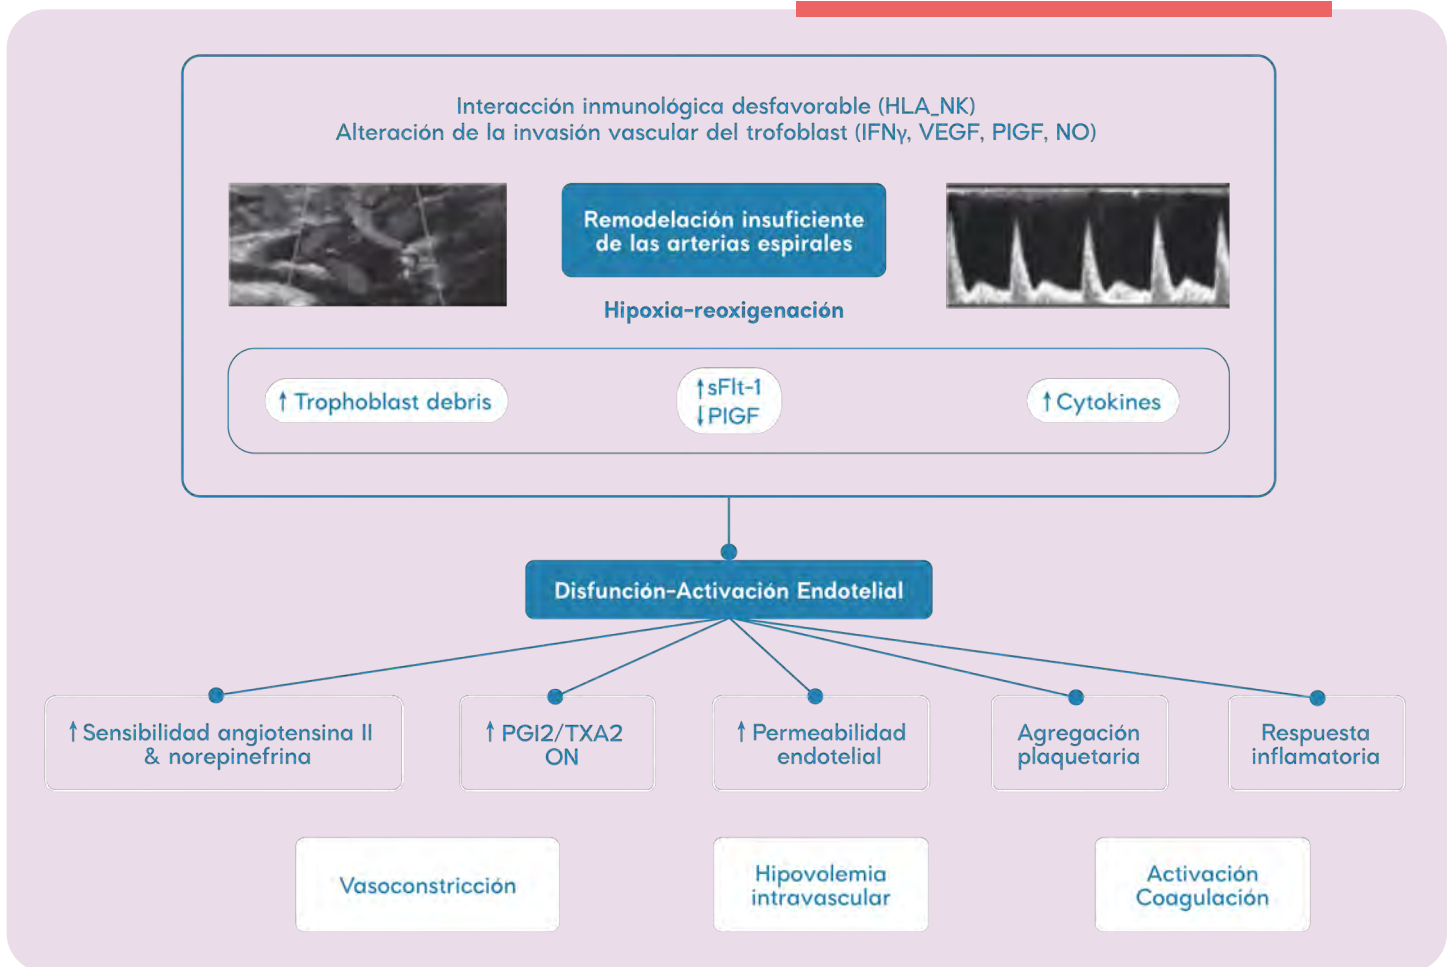 Interacción inmunológica desfavorable (HLA_NK)
Alteración de la invasión vascular del trofoblast (IFNγ, VEGF, PIGF, NO)
Remodelación insuficiente
de las arterias espirales
Hipoxia-reoxigenación
↑ Trophoblast debris
↑ sFlt-1
↓ PIGF
↑ Cytokines
Disfunción-Activación Endotelial
↑ Sensibilidad angiotensina II
& norepinefrina
↑ PGI2/TXA2
ON
↑ Permeabilidad
endotelial
Agregación
plaquetaria
Respuesta
inflamatoria
Vasoconstricción
Hipovolemia
intravascular
Activación
Coagulación